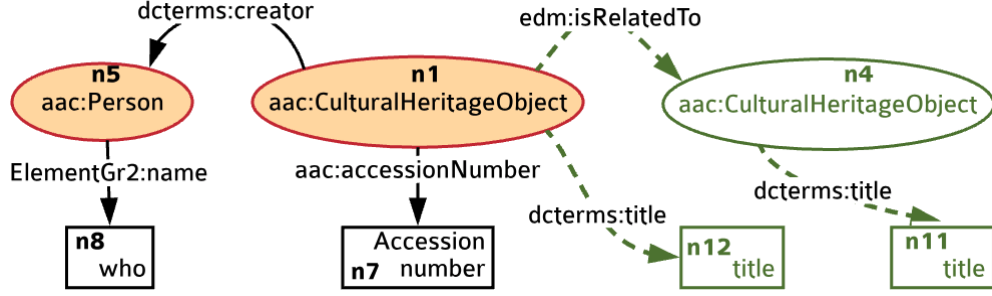 dcterms:creator
edm:isRelatedTo
n5
aac:Person
n1
aac:CulturalHeritageObject
n4
aac:CulturalHeritageObject
ElementGr2:name
aac:accessionNumber
dcterms:title
dcterms:title
n8
who
Accession
n7 number
n12
title
n11
title